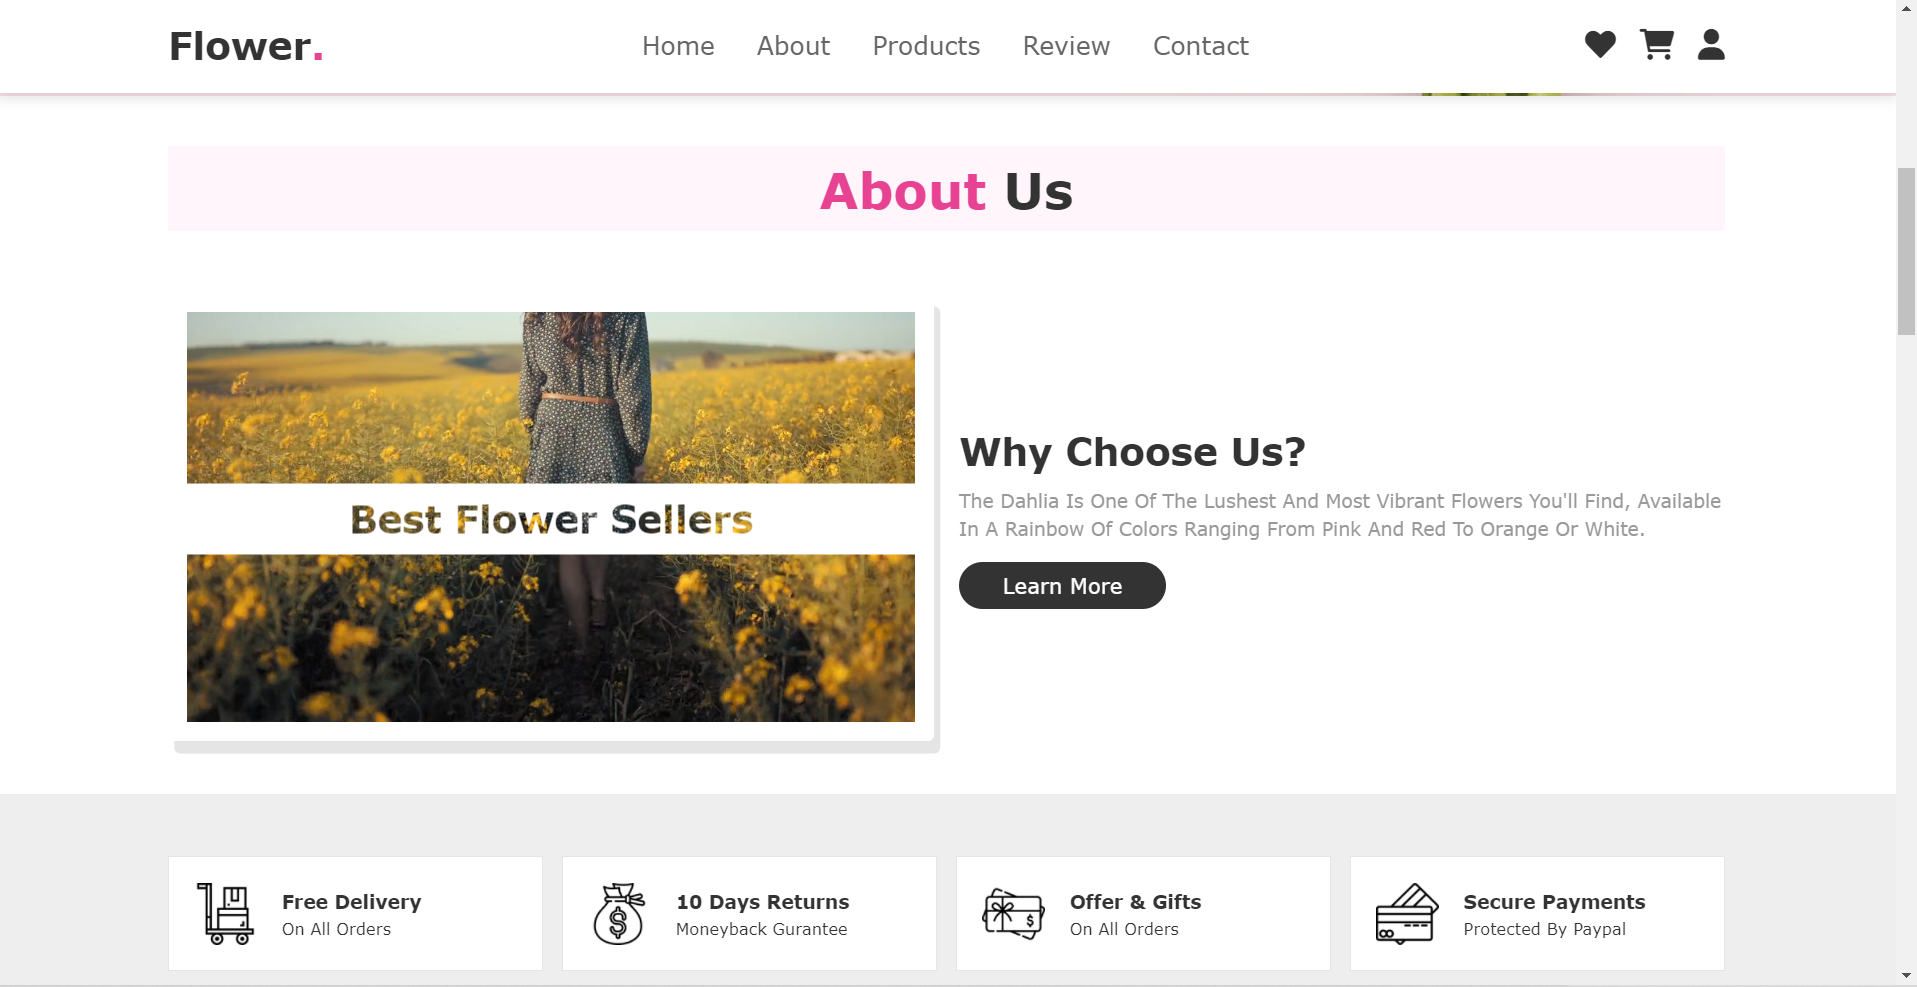 Flower.
Home About Products Review Contact
About Us
Best Flower Sellers
Why Choose Us?
The Dahlia Is One Of The Lushest And Most Vibrant Flowers You'll Find, Available
In A Rainbow Of Colors Ranging From Pink And Red To Orange Or White.
Learn More
Free Delivery
On All Orders
10 Days Returns
Moneyback Gurantee
Offer & Gifts
On All Orders
Secure Payments
Protected By Paypal